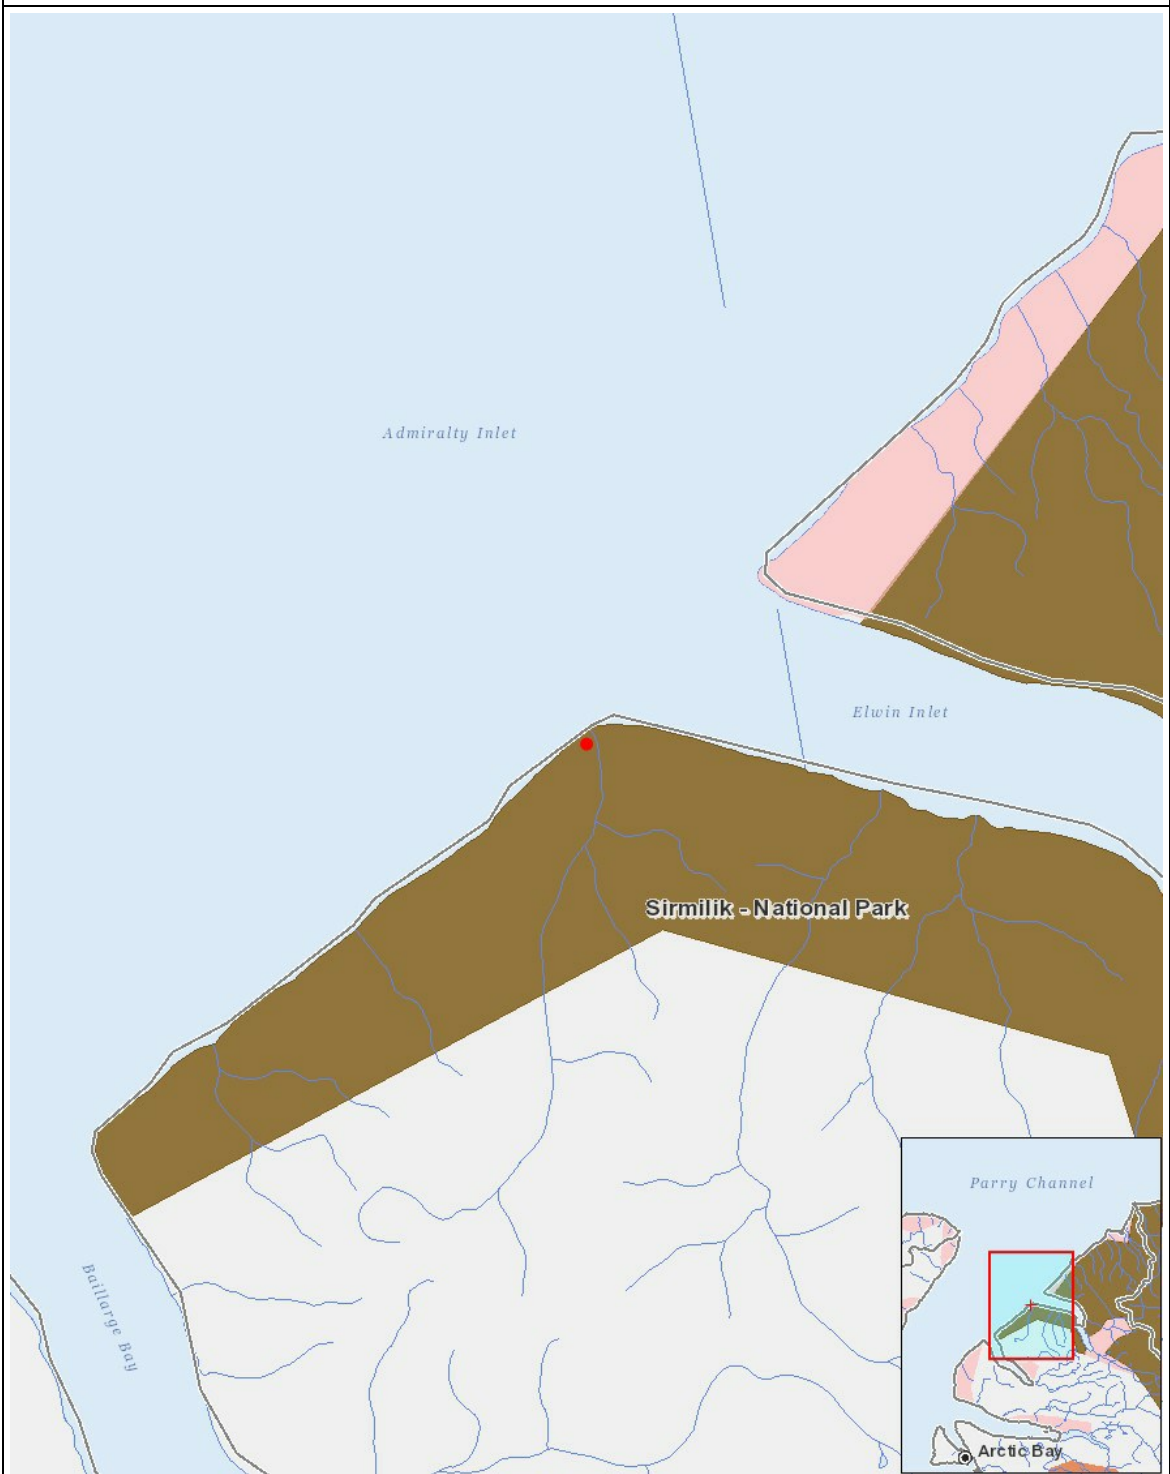 Admiralty Inlet
Elwin Inlet
Sirmilik - National Park
Baillarge Bay
Parry Channel
Arctic Bay